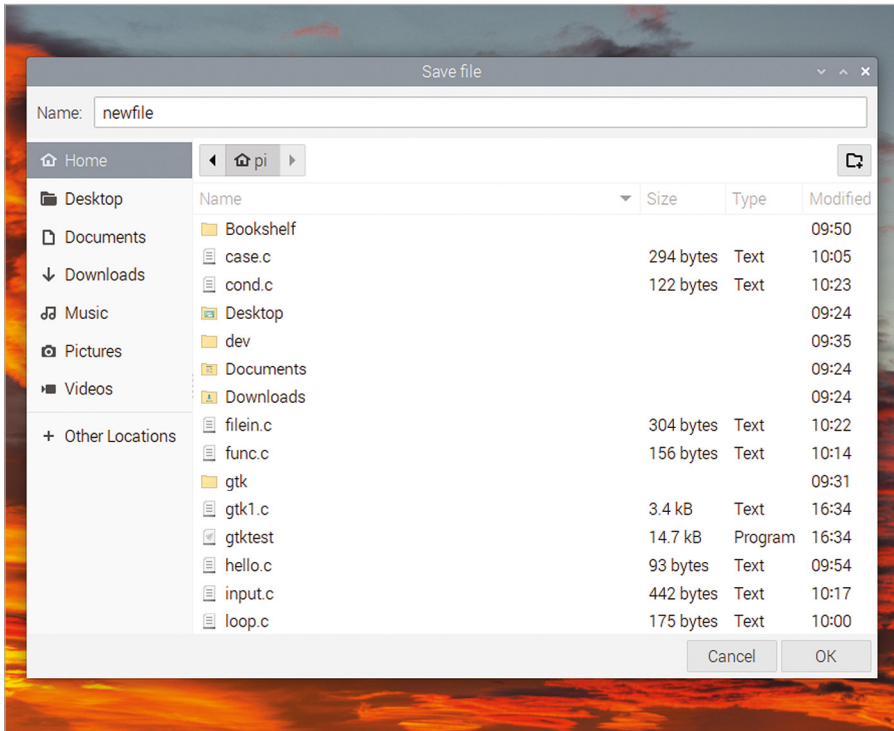 Save file
Name: newfile
Home
pi
Desktop
Documents
Downloads
Music
Pictures
Videos
+ Other Locations
Name Size Type Modified
Bookshelf 09:50
case.c 294 bytes Text 10:05
cond.c 122 bytes Text 10:23
Desktop 09:24
dev 09:35
Documents 09:24
Downloads 09:24
filein.c 304 bytes Text 10:22
func.c 156 bytes Text 10:14
gtk 09:31
gtk1.c 3.4 kB Text 16:34
gtktest 14.7 kB Program 16:34
hello.c 93 bytes Text 09:54
input.c 442 bytes Text 10:17
loop.c 175 bytes Text 10:00
Cancel OK